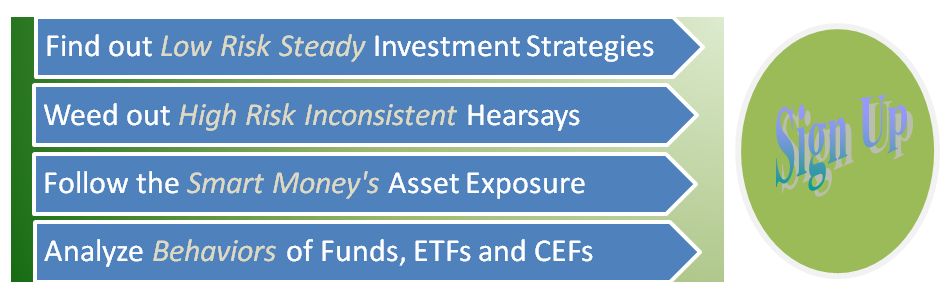 Find out Low Risk Steady Investment Strategies
Weed out High Risk Inconsistent Hearsays
Follow the Smart Money's Asset Exposure
Analyze Behaviors of Funds, ETFs and CEFs
Sign Up